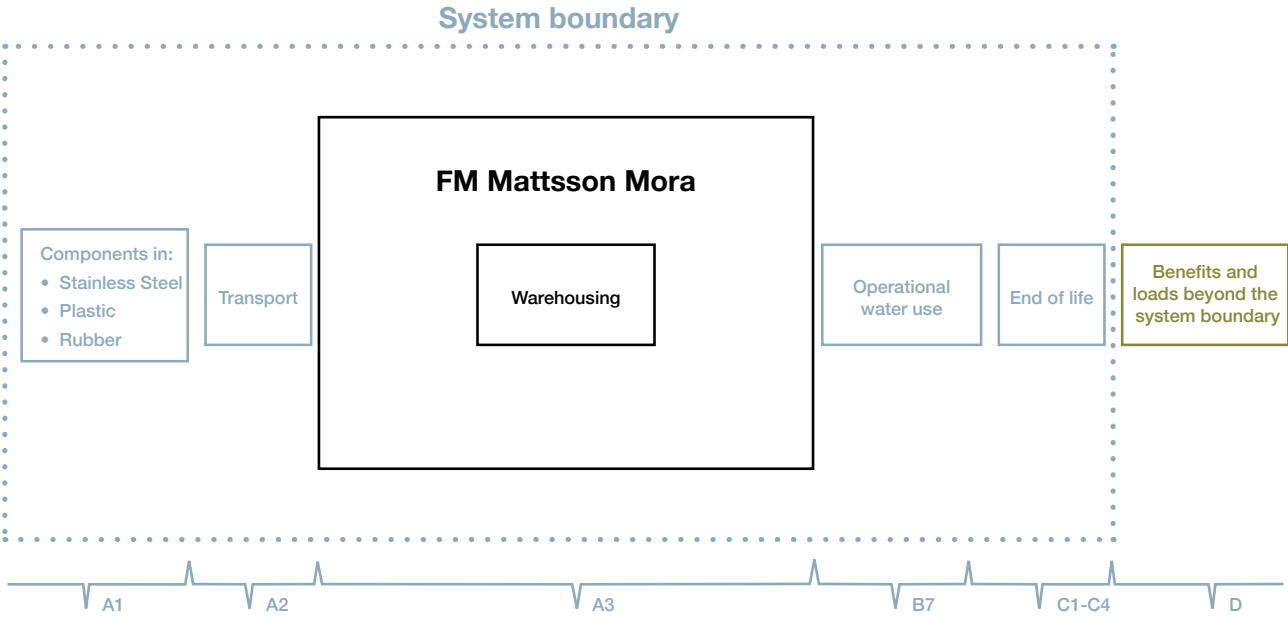 System boundary
FM Mattsson Mora
Components in:
• Stainless Steel
• Plastic
• Rubber
Transport
Warehousing
Operational
water use
End of life
Benefits and
loads beyond the
system boundary
A1
A2
A3
B7
C1-C4
D